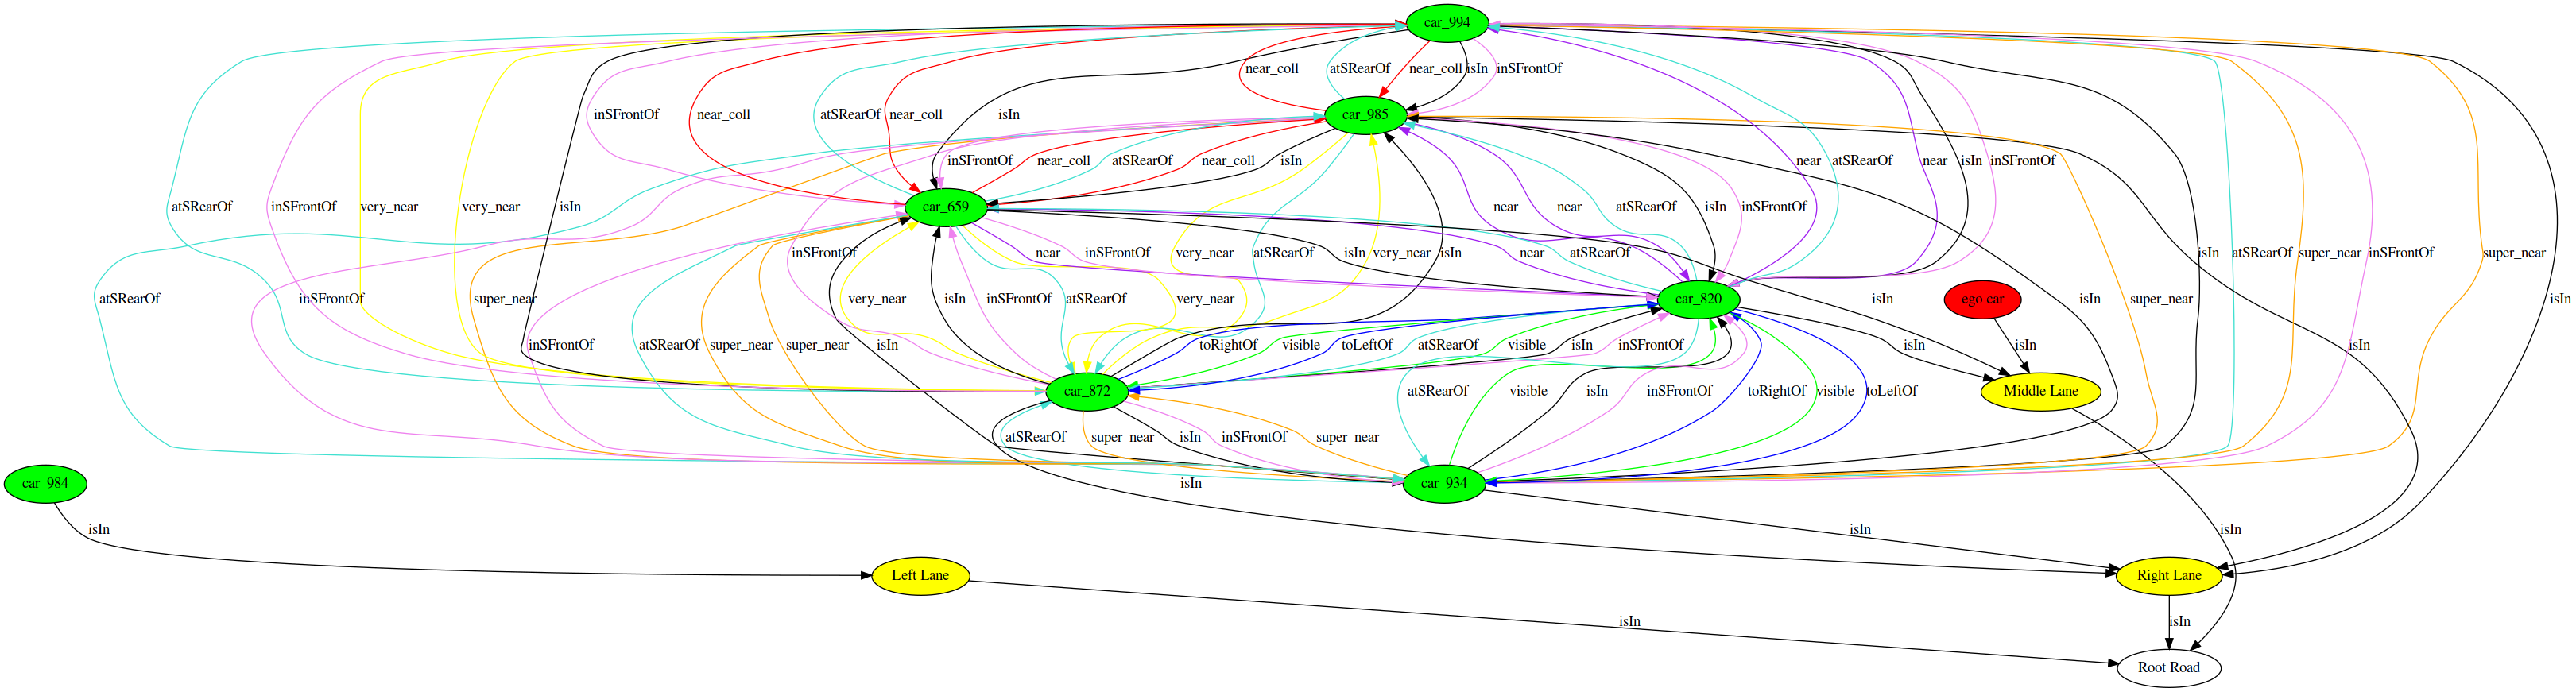 car_994
near_coll atSRearOf near_coll isIn inSFrontOf
inSFrontOf near_coll atSRearOf near_coll isIn car_985
inSFrontOf near_coll atSRearOf near_coll isIn near atSRearOf near isIn inSFrontOf
atSRearOf inSFrontOf very_near very_near isIn car_659 near near atSRearOf isIn inSFrontOf
inSFrontOf very_near atSRearOf very_near isIn near inSFrontOf near atSRearOf isIn isIn atSRearOf super_near inSFrontOf super_near
atSRearOf inSFrontOf super_near very_near isIn inSFrontOf atSRearOf very_near car_820 isIn ego car isIn super_near isIn
inSFrontOf atSRearOf super_near super_near isIn toRightOf visible toLeftOf atSRearOf isIn inSFrontOf visible isIn isIn isIn
car_872 atSRearOf visible isIn inSFrontOf toRightOf visible toLeftOf Middle Lane
atSRearOf super_near isIn inSFrontOf super_near
car_984 isIn car_934
isIn isIn isIn
Left Lane Right Lane
isIn isIn
Root Road